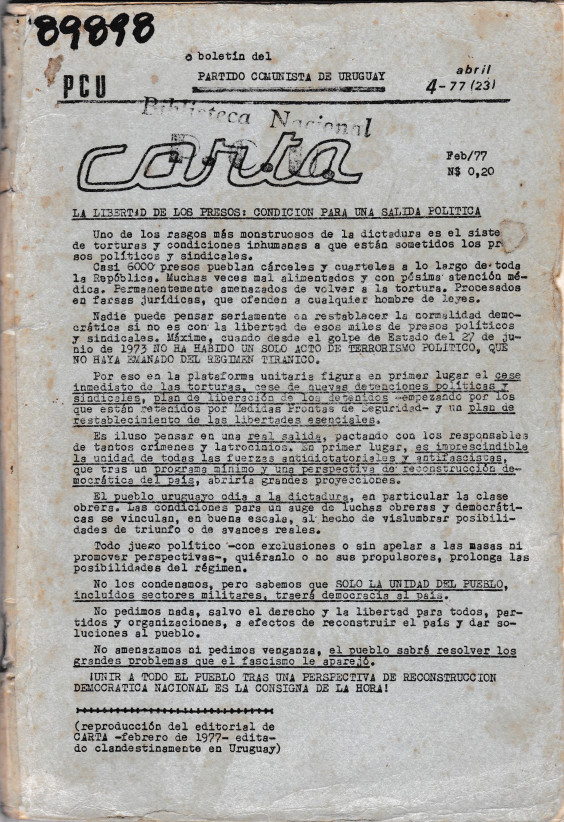 89898
boletín del
PARTIDO COMUNISTA DE URUGUAY
PCU
abril
4-77 (23)
Biblioteca Nacional
carta
Feb/77
N$ 0,20
LA LIBERTAD DE LOS PRESOS: CONDICION PARA UNA SALIDA POLITICA
Uno de los rasgos más monstruosos de la dictadura es el siste
de torturas y condiciones inhumanas a que están sometidos los pre
sos políticos y sindicales.
Casi 6000 presos pueblan cárceles y cuarteles a lo largo de toda
la República. Muchas veces mal alimentados y con pésima atención mé-
dica. Permanentemente amenazados de volver a la tortura. Procesados
en farsas jurídicas, que ofenden a cualquier hombre de leyes.
Nadie puede pensar seriamente en restablecer la normalidad demo-
crática si no es con la libertad de esos miles de presos políticos
y sindicales. Máxime, cuando desde el golpe de Estado del 27 de ju-
nio de 1973 NO HA HABIDO UN SOLO ACTO DE TERRORISMO POLITICO, QUE
NO HAYA EMANADO DEL REGIMEN TIRANICO.
Por eso en la plataforma unitaria figura en primer lugar el cese
inmediato de las torturas, cese de nuevas detenciones políticas y
sindicales, plan de liberación de los detenidos -empezando por los
que están retenidos por Medidas Prontas de Seguridad- y un plan de
restablecimiento de las libertades esenciales.
Es iluso pensar en una real salida, pactando con los responsables
de tantos crímenes y latrocinios. En primer lugar, es imprescindible
la unidad de todas las fuerzas antidictatoriales y antifascistas,
que tras un programa mínimo y una perspectiva de reconstrucción de-
mocrática del país, abriría grandes proyecciones.
El pueblo uruguayo odia a la dictadura, en particular la clase
obrera. Las condiciones para un auge de luchas obreras y democráti-
cas se vinculan, en buena escala, al hecho de vislumbrar posibili-
dades de triunfo o de avances reales.
Todo juego político -con exclusiones o sin apelar a las masas ni
promover perspectivas-, quiéranlo o no sus propulsores, prolonga las
posibilidades del régimen.
No los condenamos, pero sabemos que SOLO LA UNIDAD DEL PUEBLO,
incluídos sectores militares, traerá democracia al país.
No pedimos nada, salvo el derecho y la libertad para todos, par-
tidos y organizaciones, a efectos de reconstruir el país y dar so-
luciones al pueblo.
No amenazamos ni pedimos venganza, el pueblo sabrá resolver los
grandes problemas que el fascismo le aparejó.
¡UNIR A TODO EL PUEBLO TRAS UNA PERSPECTIVA DE RECONSTRUCCION
DEMOCRATICA NACIONAL ES LA CONSIGNA DE LA HORA!
(reproducción del editorial de
CARTA -febrero de 1977- edita-
do clandestinamente en Uruguay)